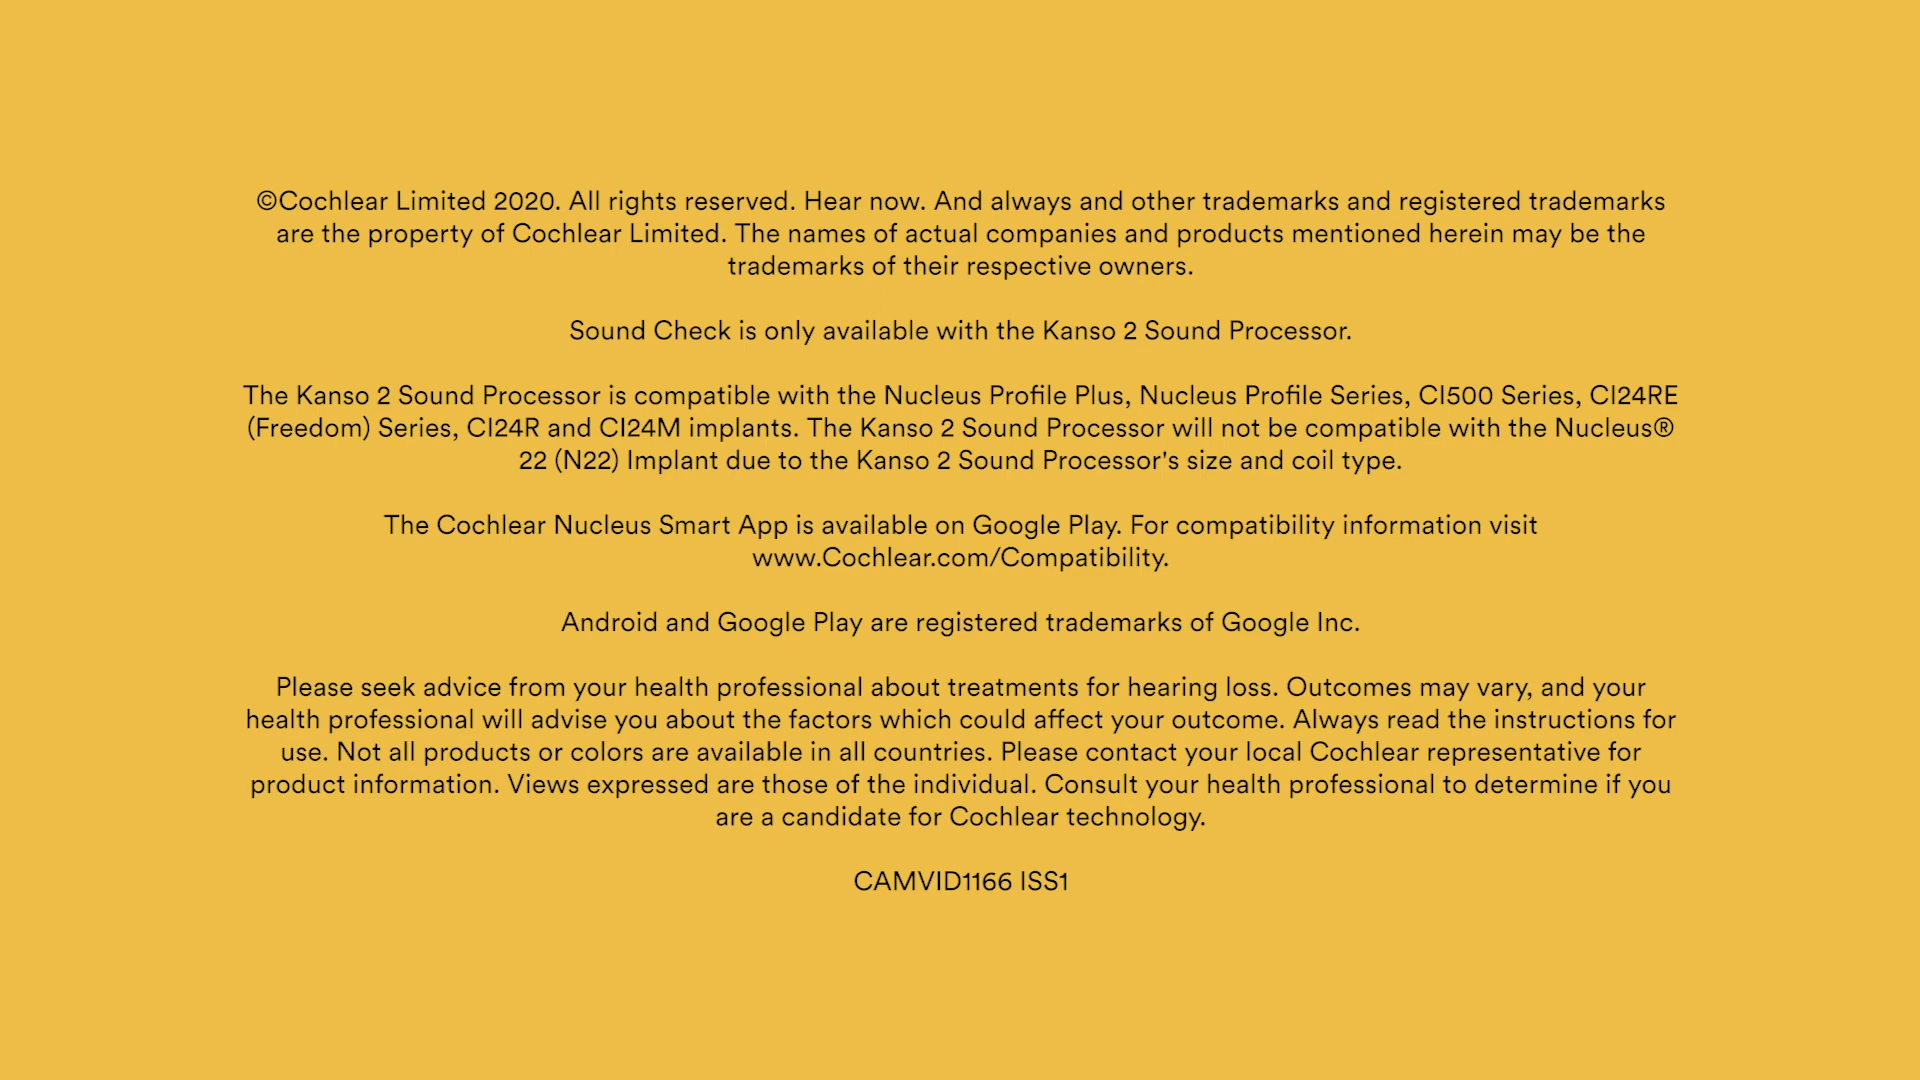 ©Cochlear Limited 2020. All rights reserved. Hear now. And always and other trademarks and registered trademarks
are the property of Cochlear Limited. The names of actual companies and products mentioned herein may be the
trademarks of their respective owners.
Sound Check is only available with the Kanso 2 Sound Processor.
The Kanso 2 Sound Processor is compatible with the Nucleus Profile Plus, Nucleus Profile Series, CI500 Series, CI24RE
(Freedom) Series, CI24R and CI24M implants. The Kanso 2 Sound Processor will not be compatible with the Nucleus®
22 (N22) Implant due to the Kanso 2 Sound Processor's size and coil type.
The Cochlear Nucleus Smart App is available on Google Play. For compatibility information visit
www.Cochlear.com/Compatibility.
Android and Google Play are registered trademarks of Google Inc.
Please seek advice from your health professional about treatments for hearing loss. Outcomes may vary, and your
health professional will advise you about the factors which could affect your outcome. Always read the instructions for
use. Not all products or colors are available in all countries. Please contact your local Cochlear representative for
product information. Views expressed are those of the individual. Consult your health professional to determine if you
are a candidate for Cochlear technology.
CAMVID1166 ISS1